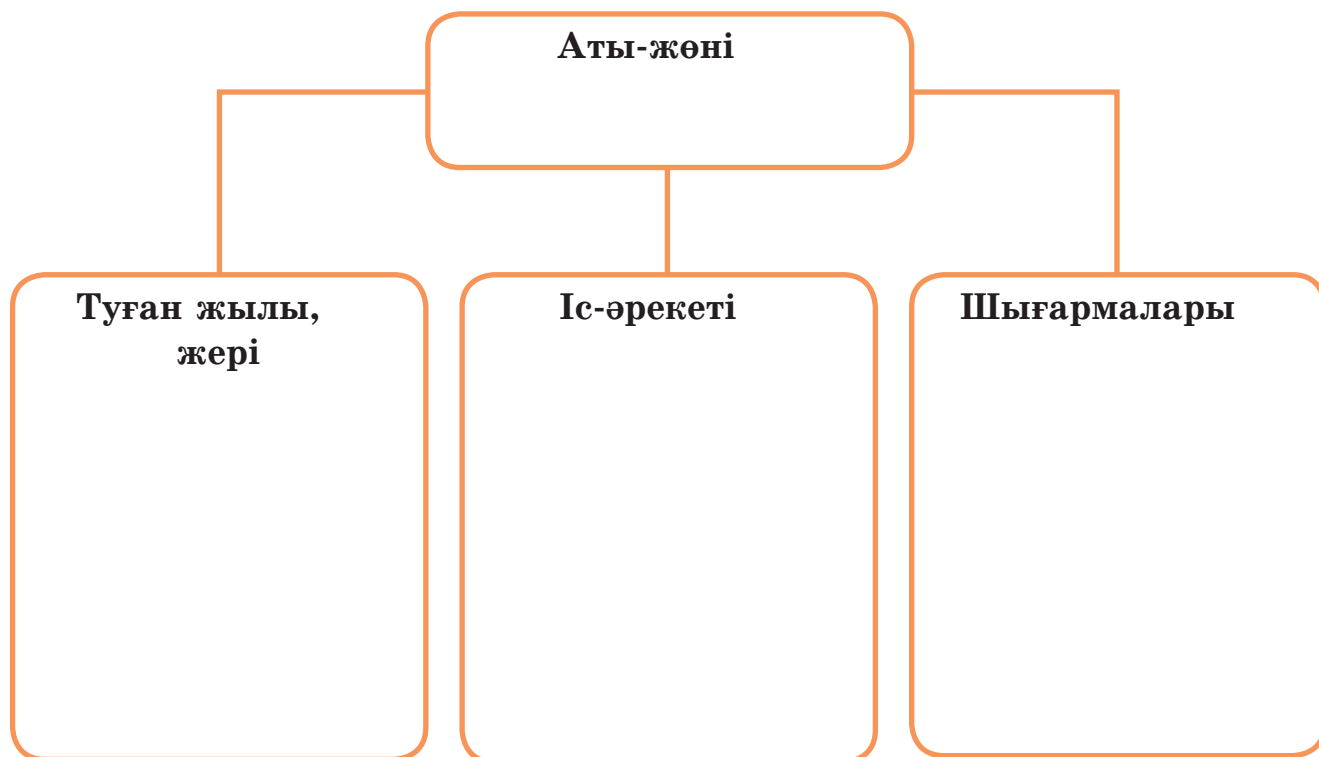 Аты-жөні
Туған жылы,
жері
Іс-әрекеті
Шығармалары